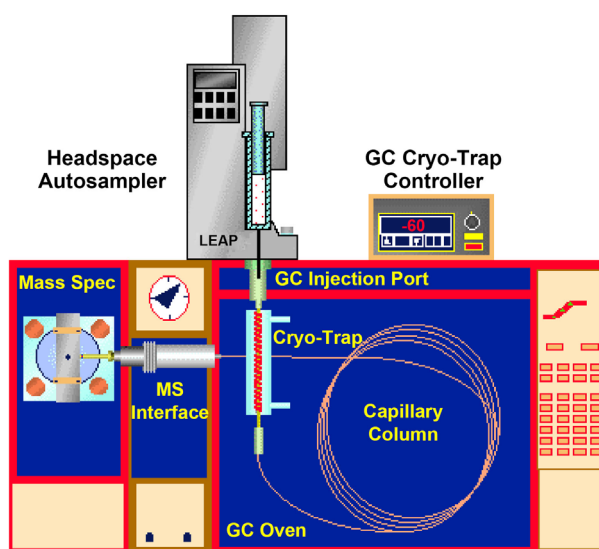 Headspace
Autosampler
GC Cryo-Trap
Controller
-60
LEAP
Mass Spec
GC Injection Port
Cryo-Trap
MS
Interface
Capillary
Column
GC Oven